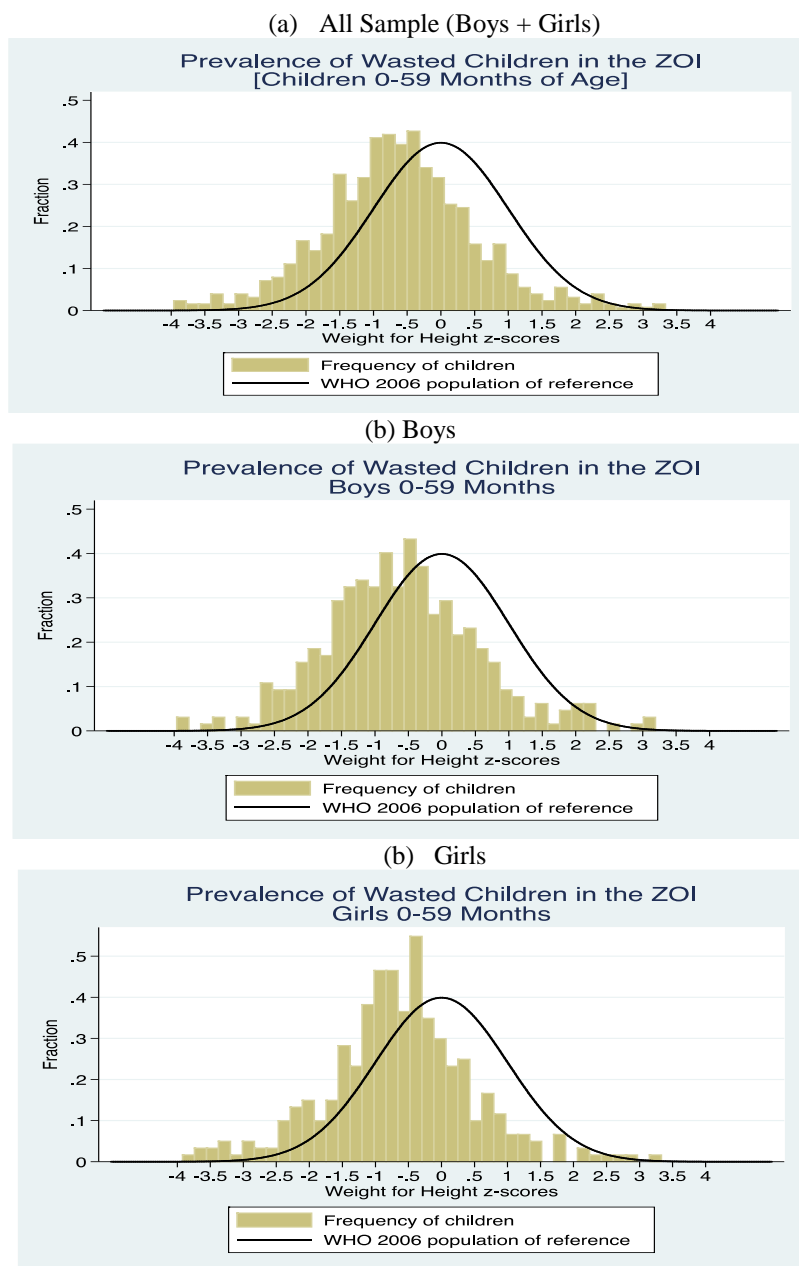 (a) All Sample (Boys + Girls)
Prevalence of Wasted Children in the ZOI
[Children 0-59 Months of Age]
.5
.4
.3
.2
.1
0
Fraction
-4 -3.5 -3 -2.5 -2 -1.5 -1 -.5 0 .5 1 1.5 2 2.5 3 3.5 4
Weight for Height z-scores
Frequency of children
WHO 2006 population of reference
(b) Boys
Prevalence of Wasted Children in the ZOI
Boys 0-59 Months
.5
.4
.3
.2
.1
0
Fraction
-4 -3.5 -3 -2.5 -2 -1.5 -1 -.5 0 .5 1 1.5 2 2.5 3 3.5 4
Weight for Height z-scores
Frequency of children
WHO 2006 population of reference
(b) Girls
Prevalence of Wasted Children in the ZOI
Girls 0-59 Months
.5
.4
.3
.2
.1
0
Fraction
-4 -3.5 -3 -2.5 -2 -1.5 -1 -.5 0 .5 1 1.5 2 2.5 3 3.5 4
Weight for Height z-scores
Frequency of children
WHO 2006 population of reference